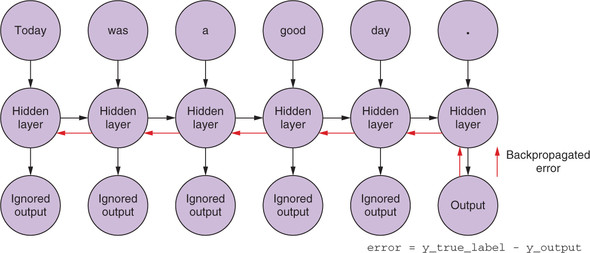 Today was a good day .
Hidden layer Hidden layer Hidden layer Hidden layer Hidden layer Hidden layer
Backpropagated
error
Ignored output Ignored output Ignored output Ignored output Ignored output Output
error = y_true_label - y_output